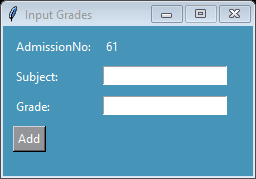 Input Grades
AdmissionNo: 61
Subject:
Grade:
Add